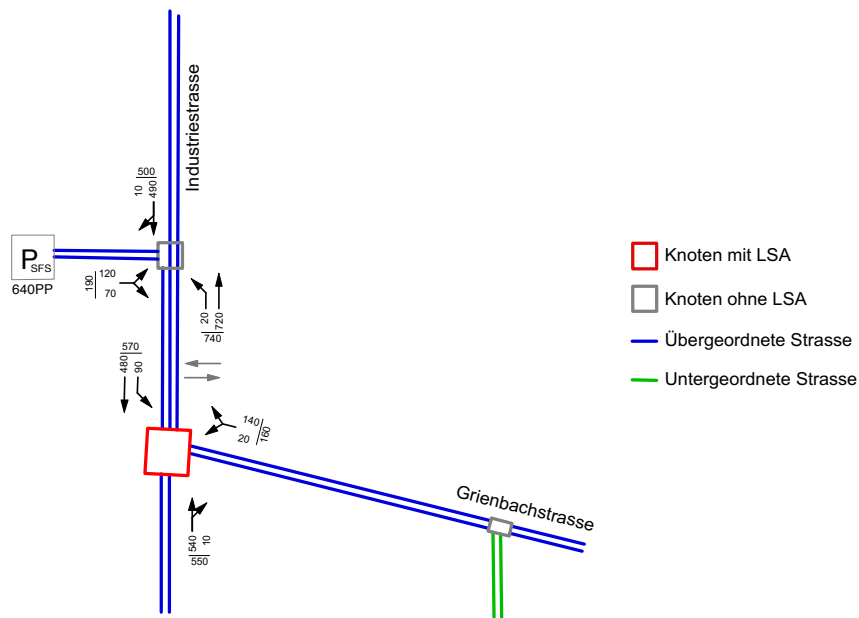 Industriestrasse
500
10
490
P SFS
640PP
190
120
70
20
720
740
570
480
90
140
20
160
540
10
550
Grienbachstrasse
Knoten mit LSA
Knoten ohne LSA
Übergeordnete Strasse
Untergeordnete Strasse